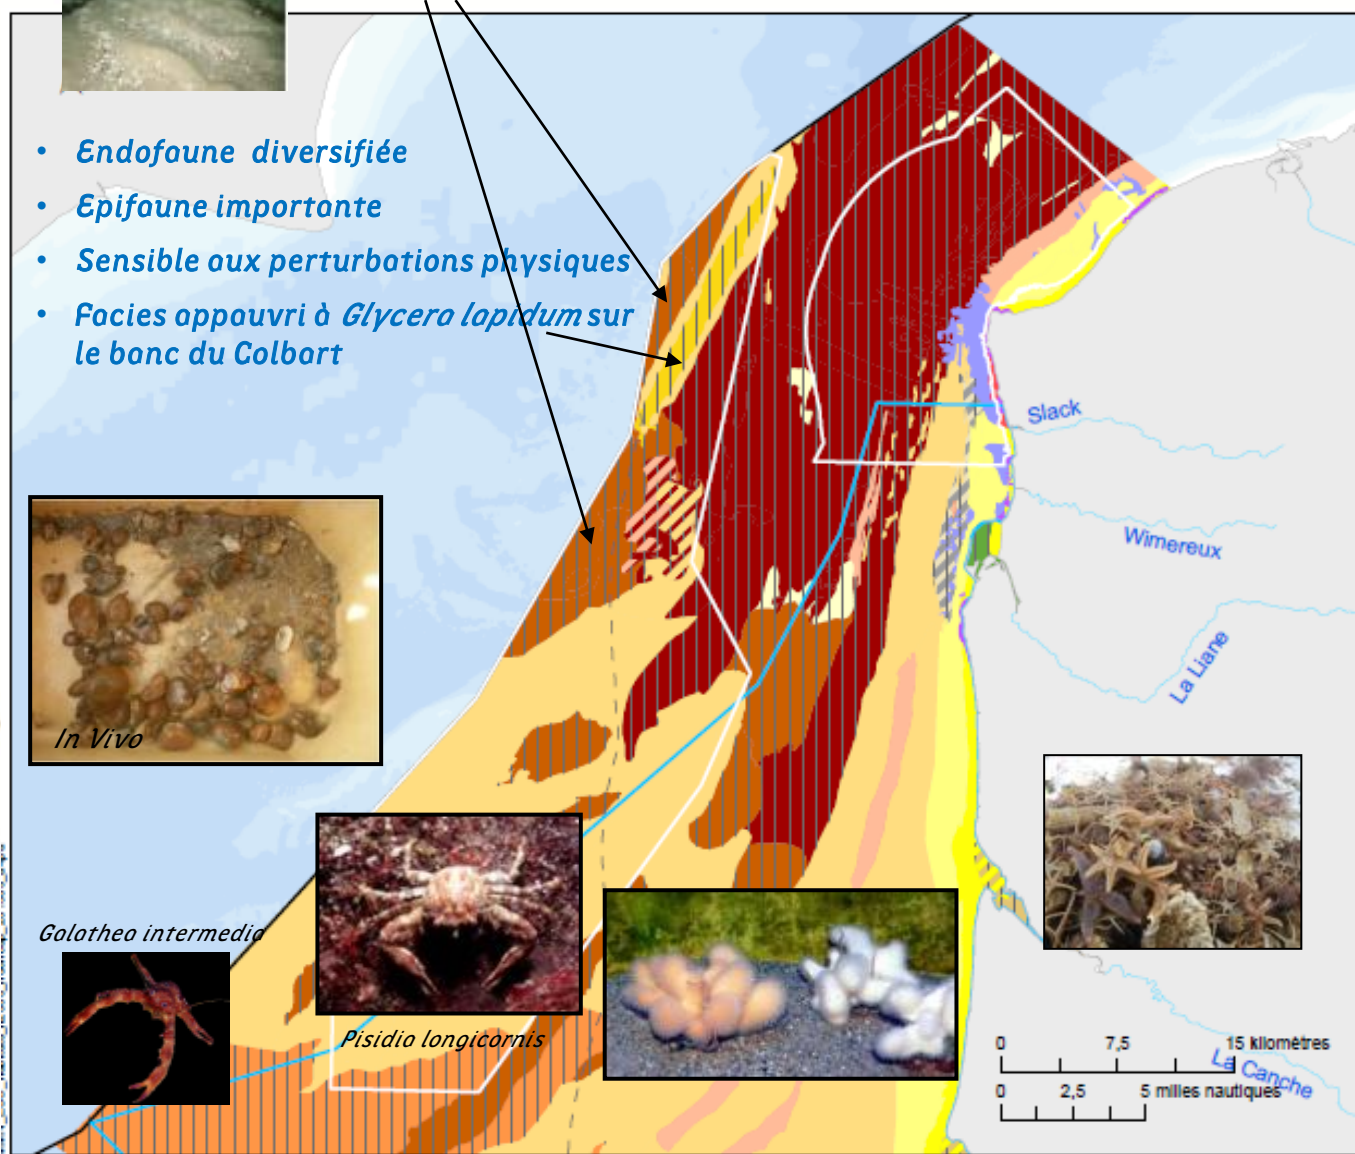 • Endofaune diversifiée
• Epifaune importante
• Sensible aux perturbations physiques
• Facies appauvri à Glycera lapidum sur
le banc du Colbart
Slack
Wimereux
La Liane
In Vivo
Galathea intermedia
Pisidia longicornis
0 7,5 15 kilomètres
La Canche
0 2,5 5 milles nautiques